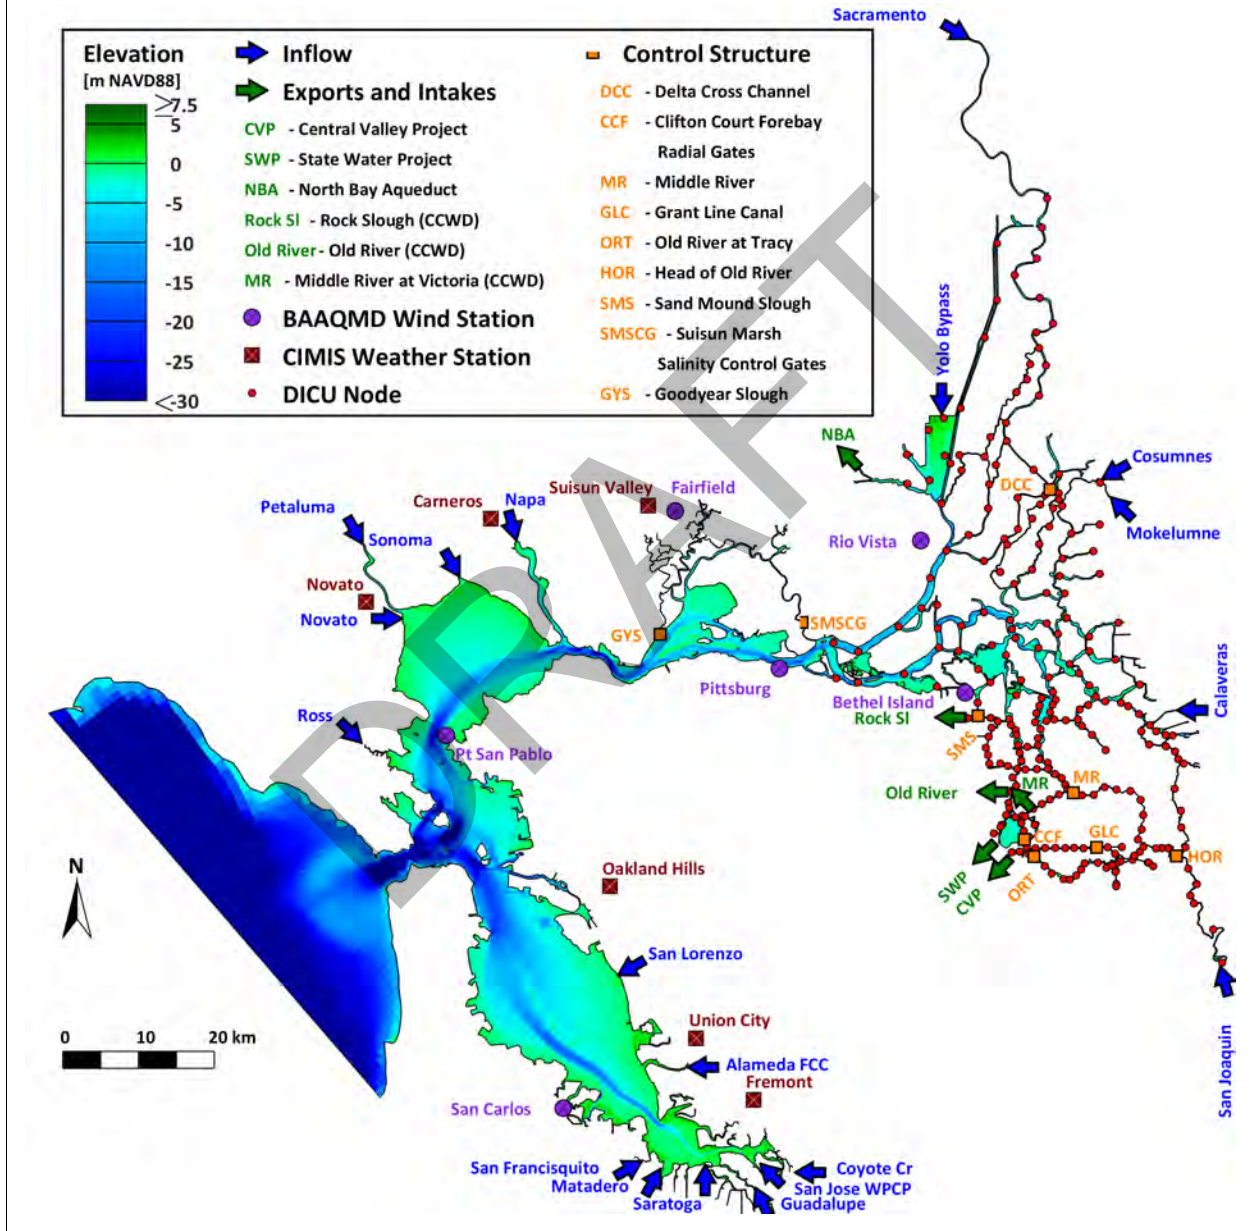 Sacramento
Elevation
[m NAVD88]
≥7.5
5
0
-5
-10
-15
-20
-25
<-30
Inflow
Exports and Intakes
CVP - Central Valley Project
SWP - State Water Project
NBA - North Bay Aqueduct
Rock Sl - Rock Slough (CCWD)
Old River - Old River (CCWD)
MR - Middle River at Victoria (CCWD)
BAAQMD Wind Station
CIMIS Weather Station
DICU Node
Control Structure
DCC - Delta Cross Channel
CCF - Clifton Court Forebay
Radial Gates
MR - Middle River
GLC - Grant Line Canal
ORT - Old River at Tracy
HOR - Head of Old River
SMS - Sand Mound Slough
SMSCG - Suisun Marsh
Salinity Control Gates
GYS - Goodyear Slough
DRAFT
Yolo Bypass
NBA
Cosumnes
DCC
Mokelumne
Suisun Valley
Fairfield
Carneros
Napa
Petaluma
Sonoma
Rio Vista
Novato
Novato
GYS
SMSCG
Pittsburg
Bethel Island
Rock Sl
Calaveras
Ross
Pt San Pablo
SMS
Old River
MR
MR
CCF
GLC
HOR
SWP
CVP
ORT
N
Oakland Hills
San Lorenzo
0 10 20 km
Union City
Alameda FCC
Fremont
San Joaquin
San Carlos
San Francisquito
Matadero
Saratoga
Coyote Cr
San Jose WPCP
Guadalupe